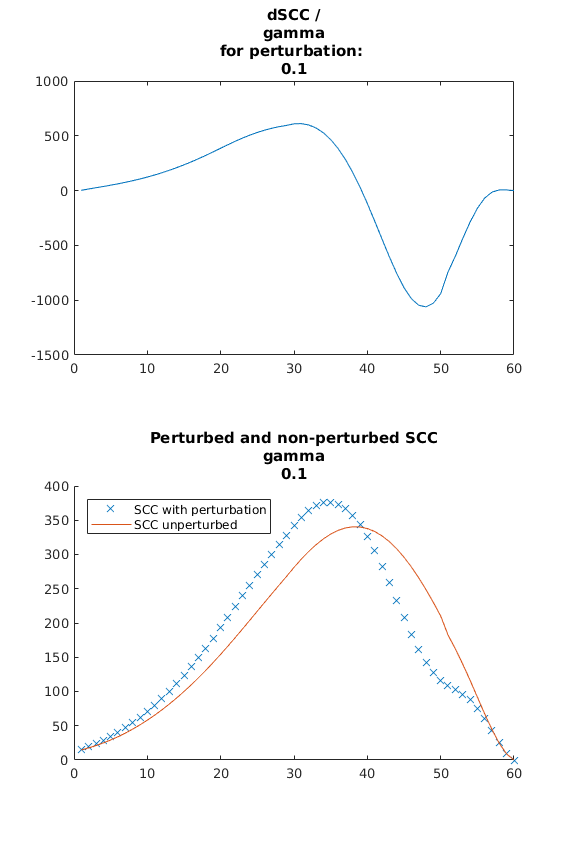 dSCC /
gamma
for perturbation:
0.1
1000
500
0
-500
-1000
-1500
0 10 20 30 40 50 60
Perturbed and non-perturbed SCC
gamma
0.1
400
350
300
250
200
150
100
50
0
SCC with perturbation
SCC unperturbed
0 10 20 30 40 50 60